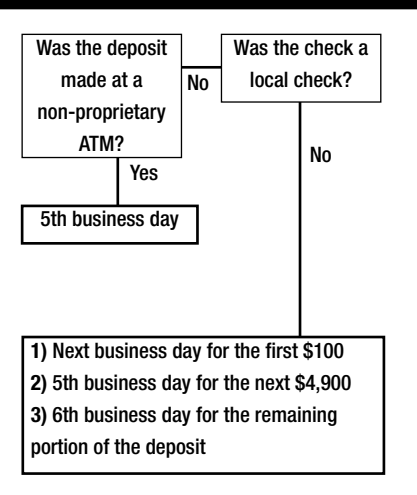 Was the deposit
made at a
non-proprietary
ATM?
No
Was the check a
local check?
Yes
No
5th business day
1) Next business day for the first $100
2) 5th business day for the next $4,900
3) 6th business day for the remaining
portion of the deposit